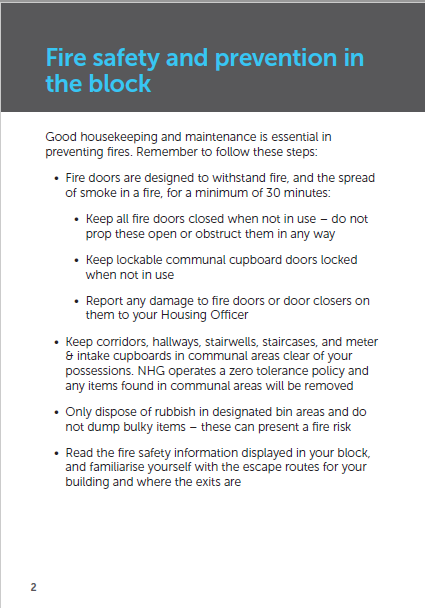 Fire safety and prevention in
the block
Good housekeeping and maintenance is essential in
preventing fires. Remember to follow these steps:
• Fire doors are designed to withstand fire, and the spread
of smoke in a fire, for a minimum of 30 minutes:
• Keep all fire doors closed when not in use – do not
prop these open or obstruct them in any way
• Keep lockable communal cupboard doors locked
when not in use
• Report any damage to fire doors or door closers on
them to your Housing Officer
• Keep corridors, hallways, stairwells, staircases, and meter
& intake cupboards in communal areas clear of your
possessions. NHG operates a zero tolerance policy and
any items found in communal areas will be removed
• Only dispose of rubbish in designated bin areas and do
not dump bulky items – these can present a fire risk
• Read the fire safety information displayed in your block,
and familiarise yourself with the escape routes for your
building and where the exits are
2